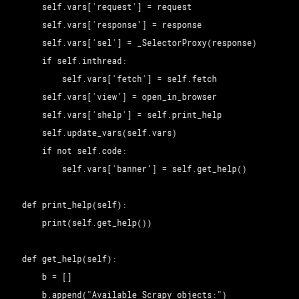 self.vars['request'] = request
self.vars['response'] = response
self.vars['sel'] = _SelectorProxy(response)
if self.inthread:
self.vars['fetch'] = self.fetch
self.vars['view'] = open_in_browser
self.vars['shelp'] = self.print_help
self.update_vars(self.vars)
if not self.code:
self.vars['banner'] = self.get_help()
def print_help(self):
print(self.get_help())
def get_help(self):
b = []
b.append("Available Scrapy objects:")